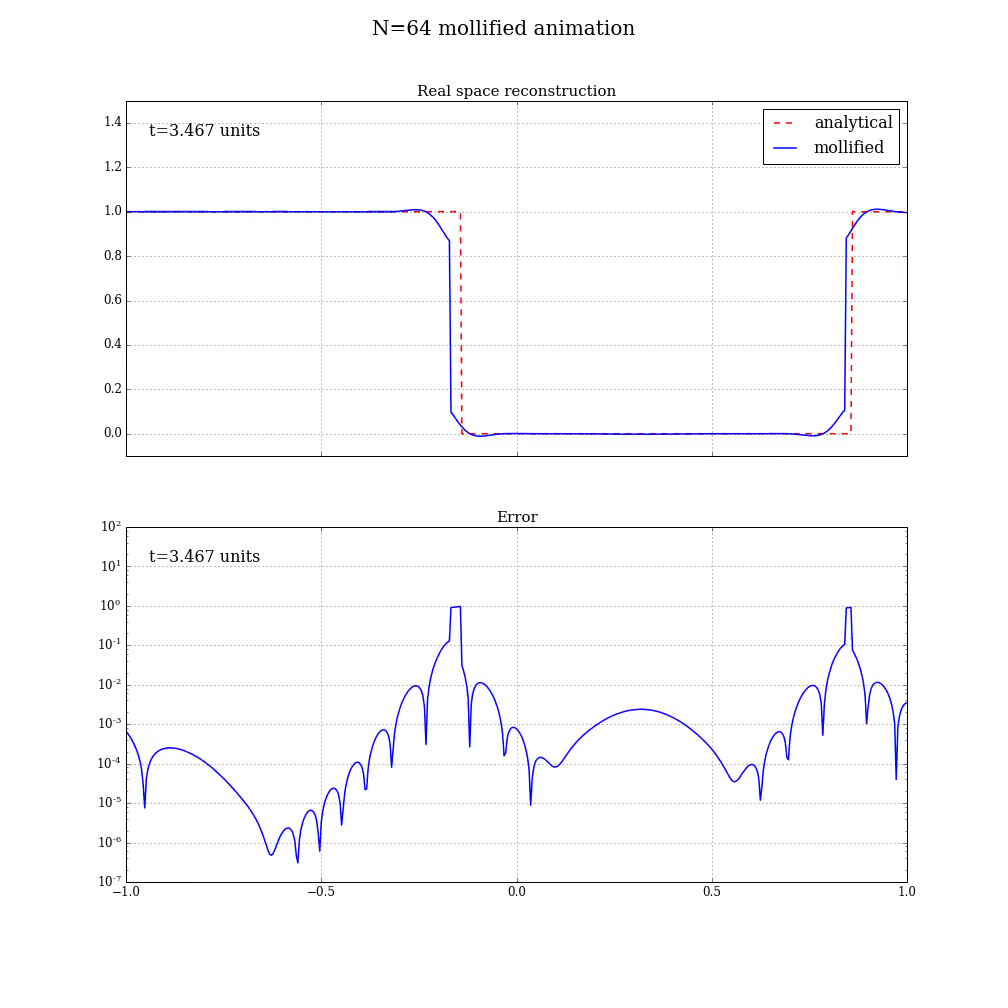 N=64 mollified animation
Real space reconstruction
t=3.467 units
analytical
mollified
1.4
1.2
1.0
0.8
0.6
0.4
0.2
0.0
Error
t=3.467 units
10²
10¹
10⁰
10⁻¹
10⁻²
10⁻³
10⁻⁴
10⁻⁵
10⁻⁶
10⁻⁷
−1.0 −0.5 0.0 0.5 1.0